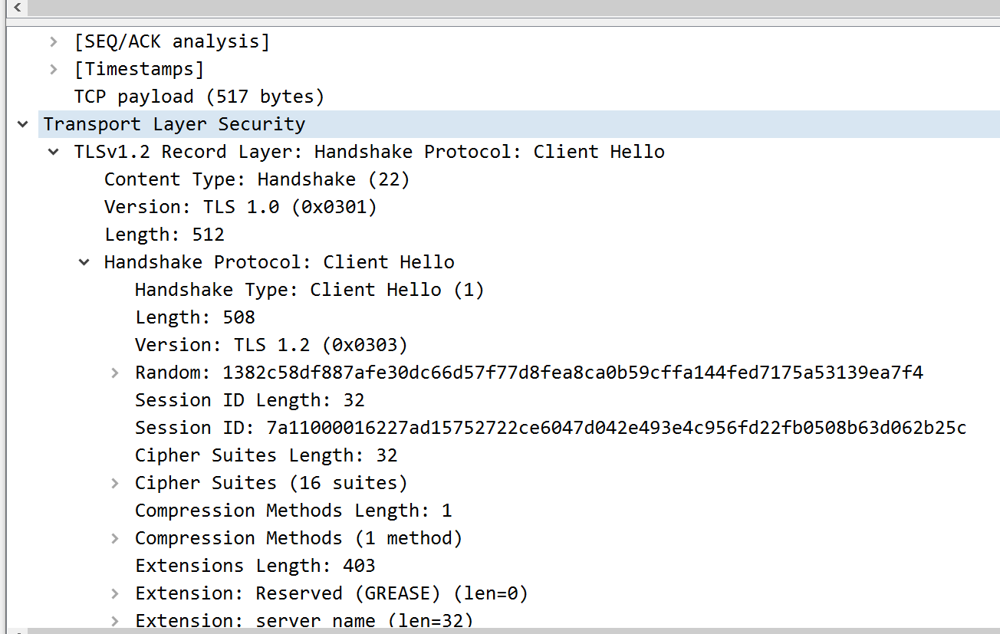 [SEQ/ACK analysis]
[Timestamps]
TCP payload (517 bytes)
Transport Layer Security
TLSv1.2 Record Layer: Handshake Protocol: Client Hello
Content Type: Handshake (22)
Version: TLS 1.0 (0x0301)
Length: 512
Handshake Protocol: Client Hello
Handshake Type: Client Hello (1)
Length: 508
Version: TLS 1.2 (0x0303)
Random: 1382c58df887afe30dc66d57f77d8fea8ca0b59cffa144fed7175a53139ea7f4
Session ID Length: 32
Session ID: 7a11000016227ad15752722ce6047d042e493e4c956fd22fb0508b63d062b25c
Cipher Suites Length: 32
Cipher Suites (16 suites)
Compression Methods Length: 1
Compression Methods (1 method)
Extensions Length: 403
Extension: Reserved (GREASE) (len=0)
Extension: server name (len=32)